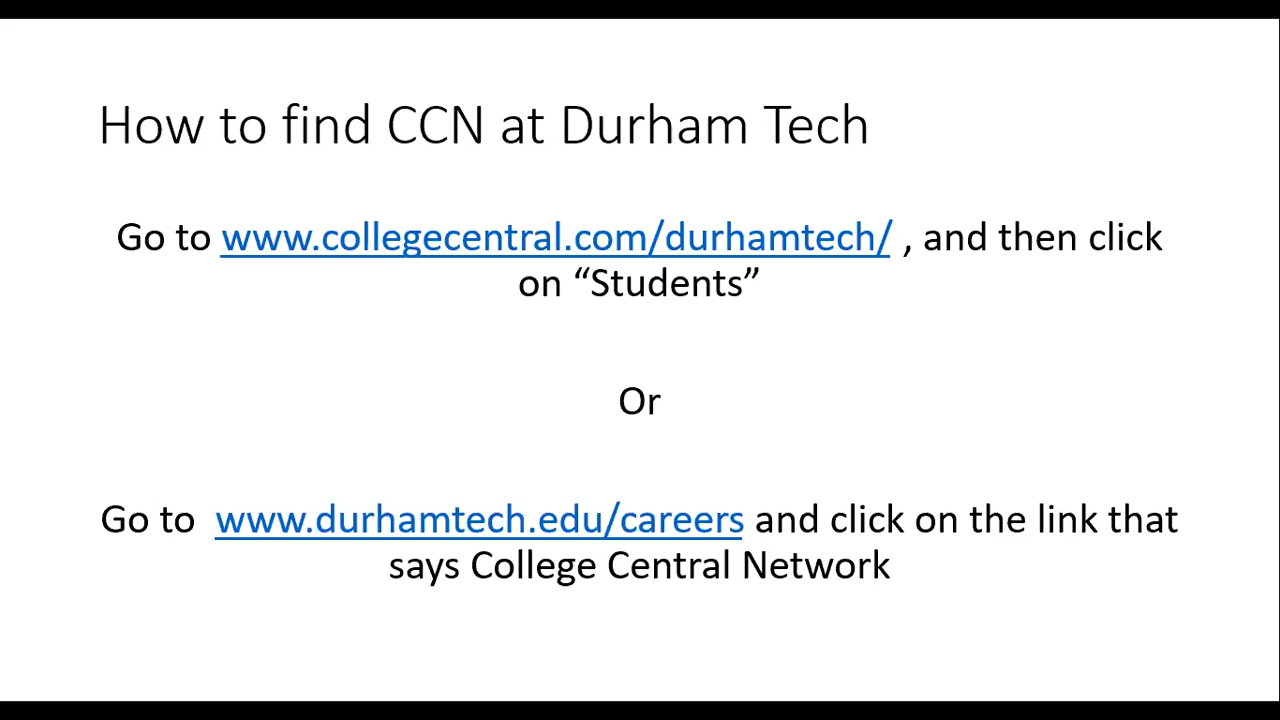 How to find CCN at Durham Tech
Go to www.collegecentral.com/durhamtech/ , and then click
on “Students”
Or
Go to www.durhamtech.edu/careers and click on the link that
says College Central Network